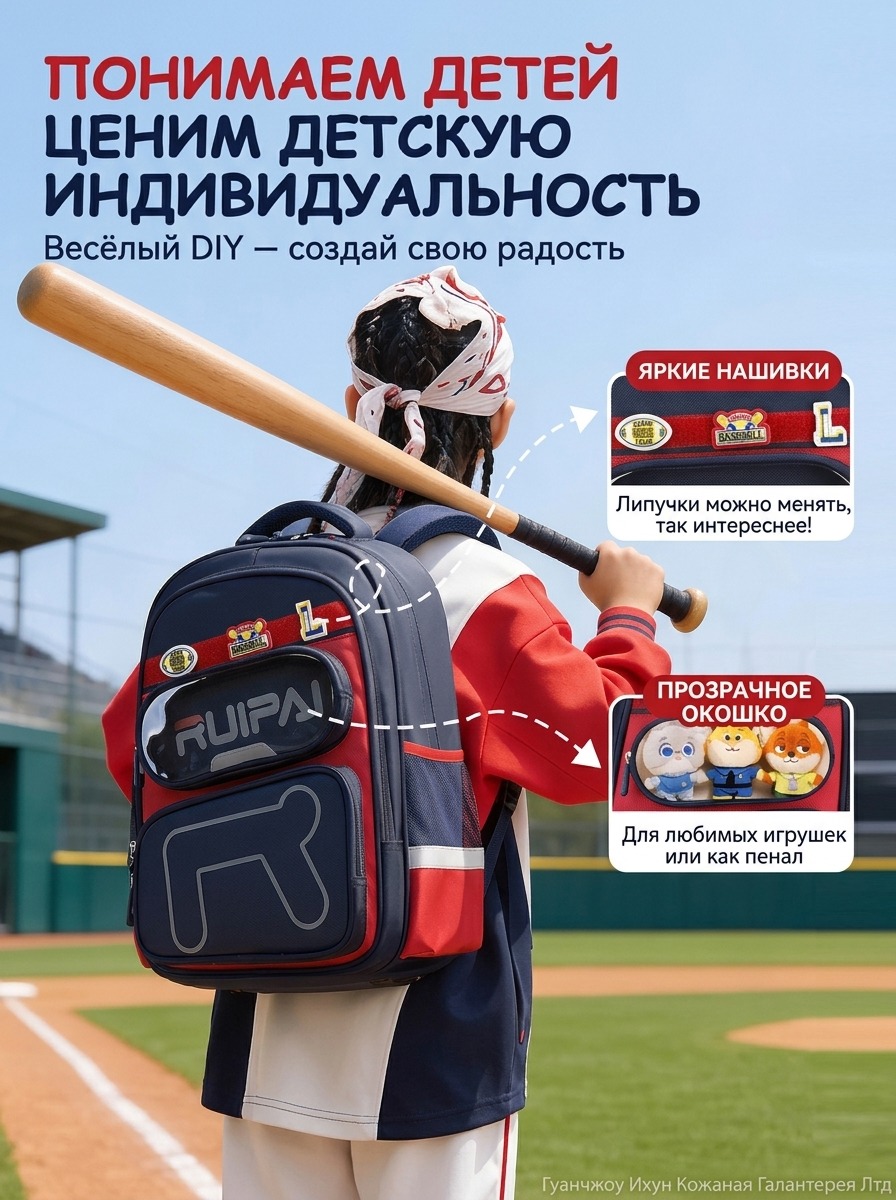 ПОНИМАЕМ ДЕТЕЙ
ЦЕНИМ ДЕТСКУЮ
ИНДИВИДУАЛЬНОСТЬ
Весёлый DIY — создай свою радость
ЯРКИЕ НАШИВКИ
BASEBALL
L
Липучки можно менять,
так интереснее!
L
BASEBALL
RUIPAI
ПРОЗРАЧНОЕ
ОКОШКО
Для любимых игрушек
или как пенал
Гуанчжоу Ихун Кожаная Галантерея Лтд